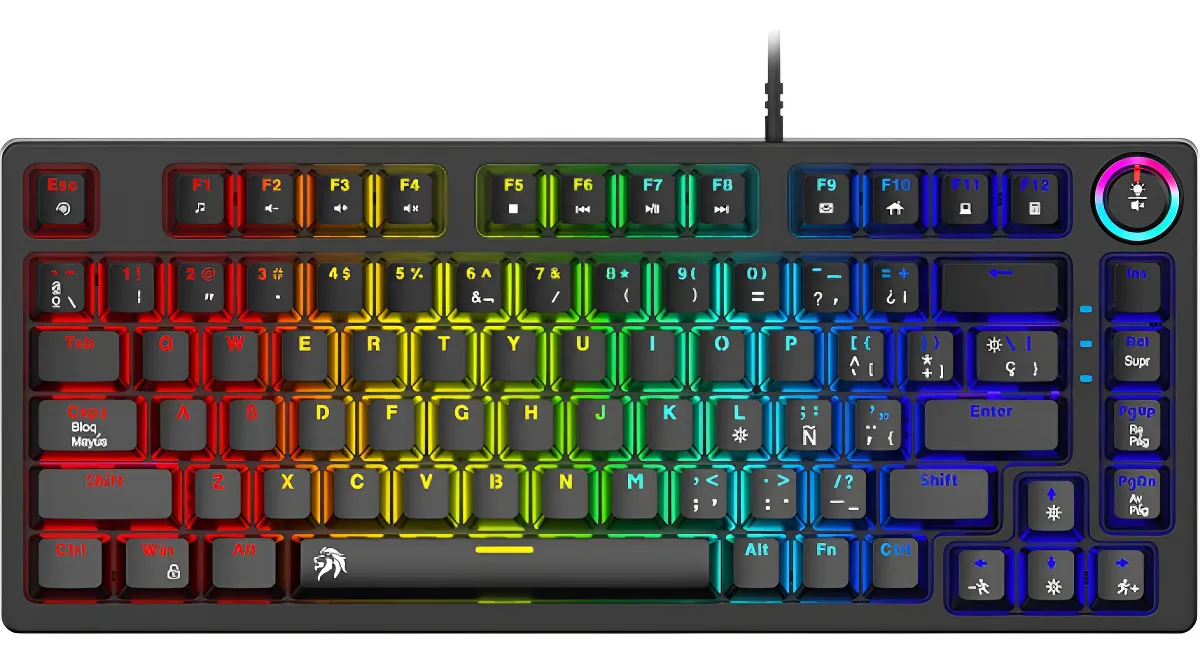 Esc F1 F2 F3 F4 F5 F6 F7 F8 F9 F10 F11 F12
~ ¬ 1 ! 2 @ 3 # 4 $ 5 % 6 ^ 7 & 8 * 9 ( 0 ) - _ = + ← Ins
ª º \ | " · & ¬ / ( ) = ? , ¿ |
Tab Q W E R T Y U I O P [ { ] } \ | Del
^ [ * + ] Ç } Supr
Caps A S D F G H J K L ; : ' ,, Enter PgUp
Bloq Mayús Ñ ¨ ; { Re Pág
Shift Z X C V B N M , < . > / ? Shift ↑ PgDn
; , : . _ – Av Pág
Ctrl Win Alt Alt Fn Ctrl ← ↓ →